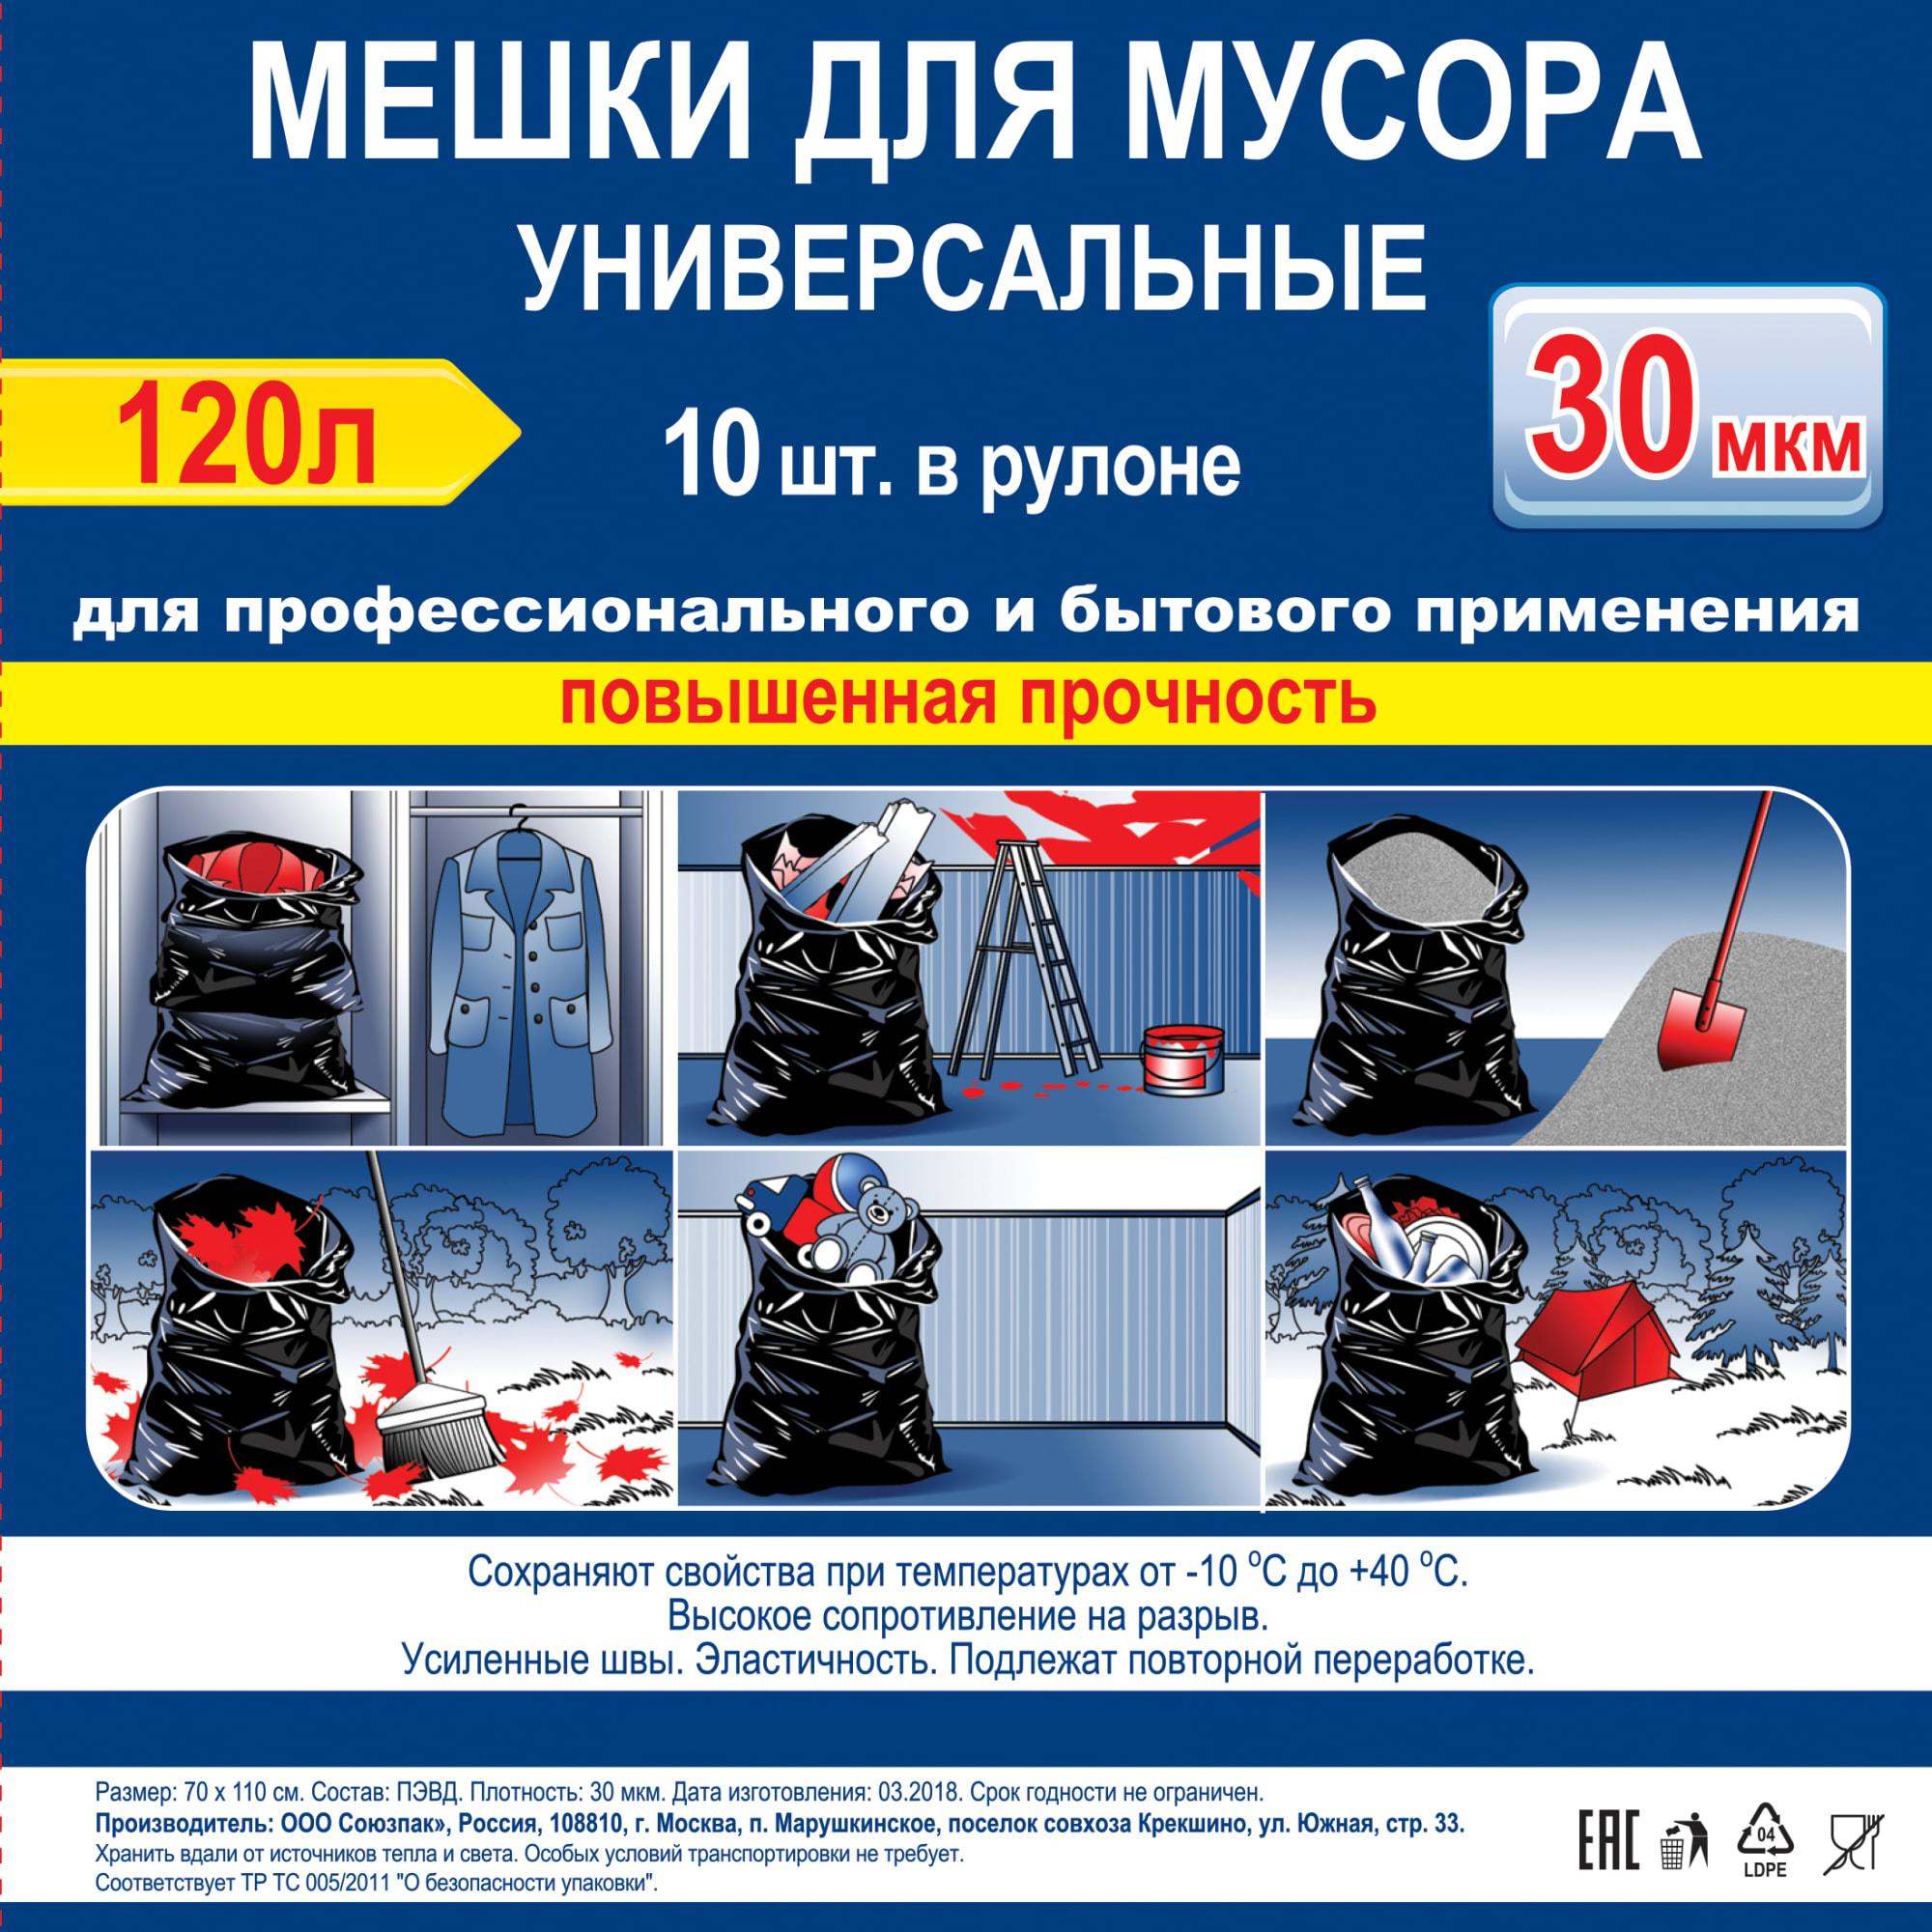 МЕШКИ ДЛЯ МУСОРА
УНИВЕРСАЛЬНЫЕ
120л
10 шт. в рулоне
30 мкм
для профессионального и бытового применения
повышенная прочность
Сохраняют свойства при температурах от -10 °С до +40 °С.
Высокое сопротивление на разрыв.
Усиленные швы. Эластичность. Подлежат повторной переработке.
Размер: 70 х 110 см. Состав: ПЭВД. Плотность: 30 мкм. Дата изготовления: 03.2018. Срок годности не ограничен.
Производитель: ООО Союзпак», Россия, 108810, г. Москва, п. Марушкинское, поселок совхоза Крекшино, ул. Южная, стр. 33.
Хранить вдали от источников тепла и света. Особых условий транспортировки не требует.
Соответствует ТР ТС 005/2011 "О безопасности упаковки".
ЕАС
04
LDPE